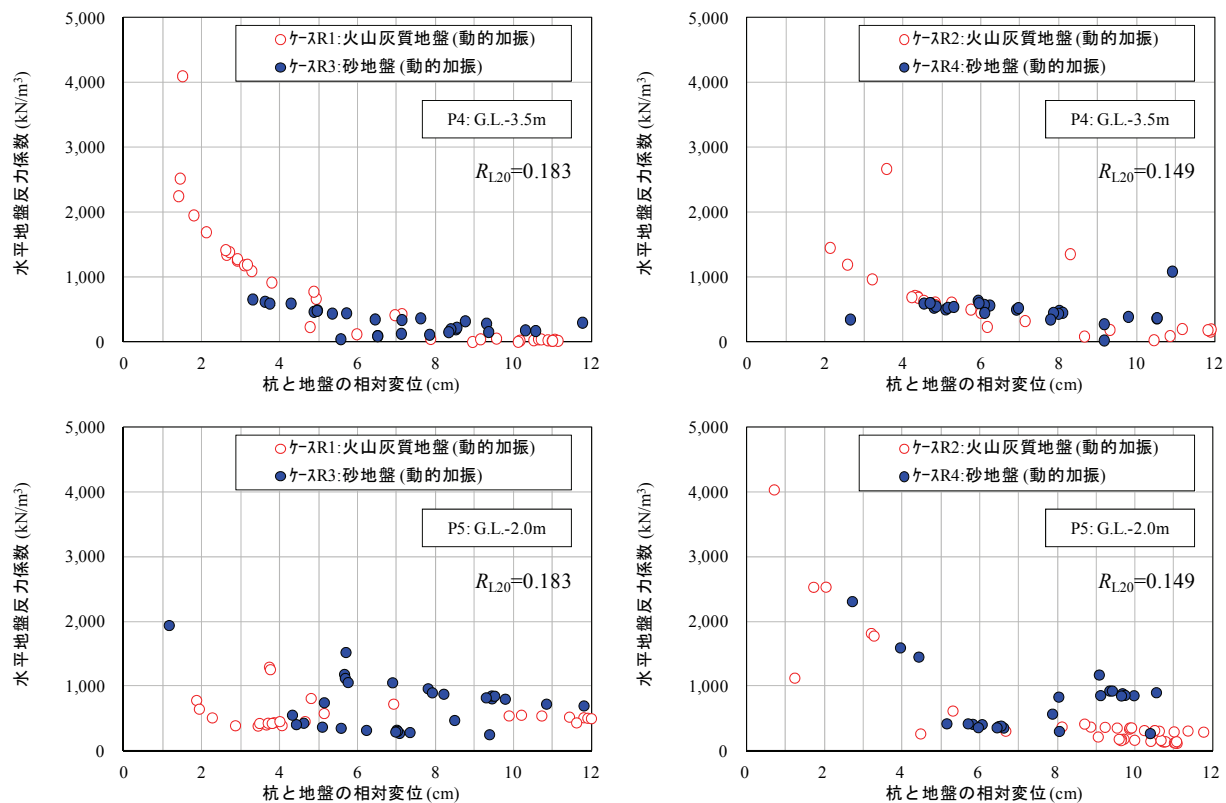 5,000
4,000
3,000
2,000
1,000
0
水平地盤反力係数 (kN/m³)
ケースR1:火山灰質地盤 (動的加振)
ケースR3:砂地盤 (動的加振)
P4: G.L.-3.5m
R_L20=0.183
0 2 4 6 8 10 12
杭と地盤の相対変位 (cm)
5,000
4,000
3,000
2,000
1,000
0
水平地盤反力係数 (kN/m³)
ケースR2:火山灰質地盤 (動的加振)
ケースR4:砂地盤 (動的加振)
P4: G.L.-3.5m
R_L20=0.149
0 2 4 6 8 10 12
杭と地盤の相対変位 (cm)
5,000
4,000
3,000
2,000
1,000
0
水平地盤反力係数 (kN/m³)
ケースR1:火山灰質地盤 (動的加振)
ケースR3:砂地盤 (動的加振)
P5: G.L.-2.0m
R_L20=0.183
0 2 4 6 8 10 12
杭と地盤の相対変位 (cm)
5,000
4,000
3,000
2,000
1,000
0
水平地盤反力係数 (kN/m³)
ケースR2:火山灰質地盤 (動的加振)
ケースR4:砂地盤 (動的加振)
P5: G.L.-2.0m
R_L20=0.149
0 2 4 6 8 10 12
杭と地盤の相対変位 (cm)